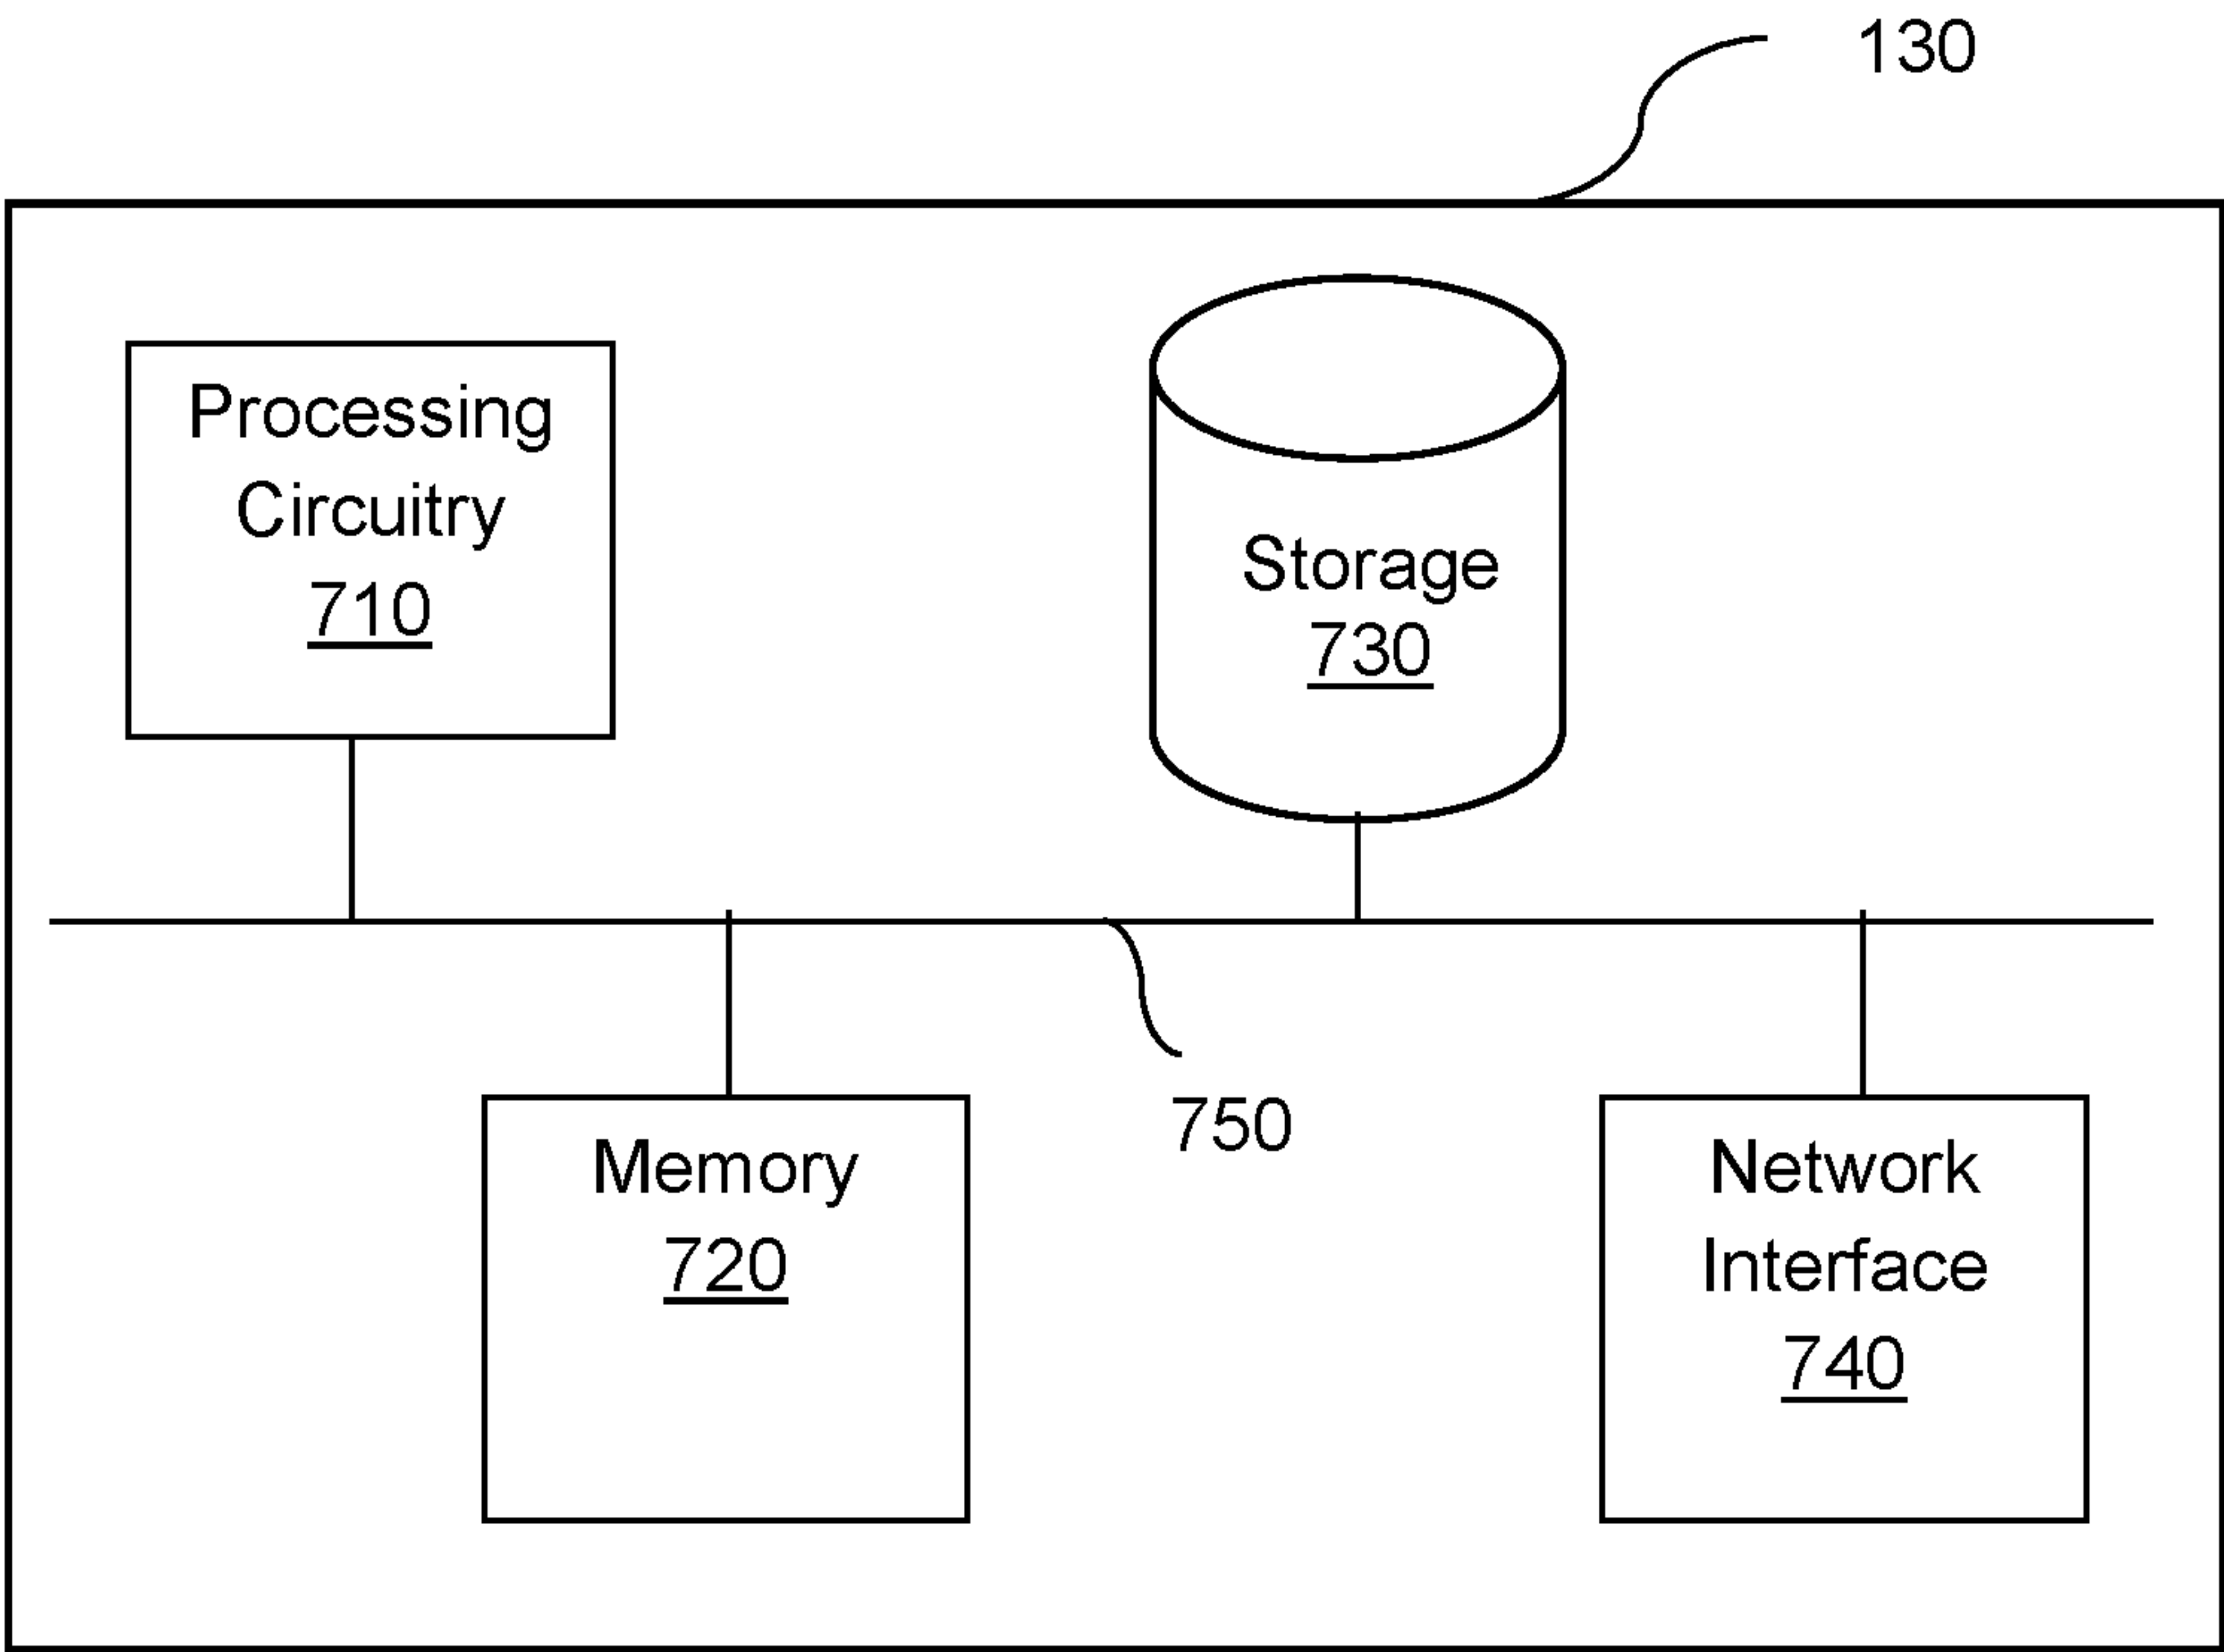 130
Processing
Circuitry
710
Storage
730
750
Memory
720
Network
Interface
740